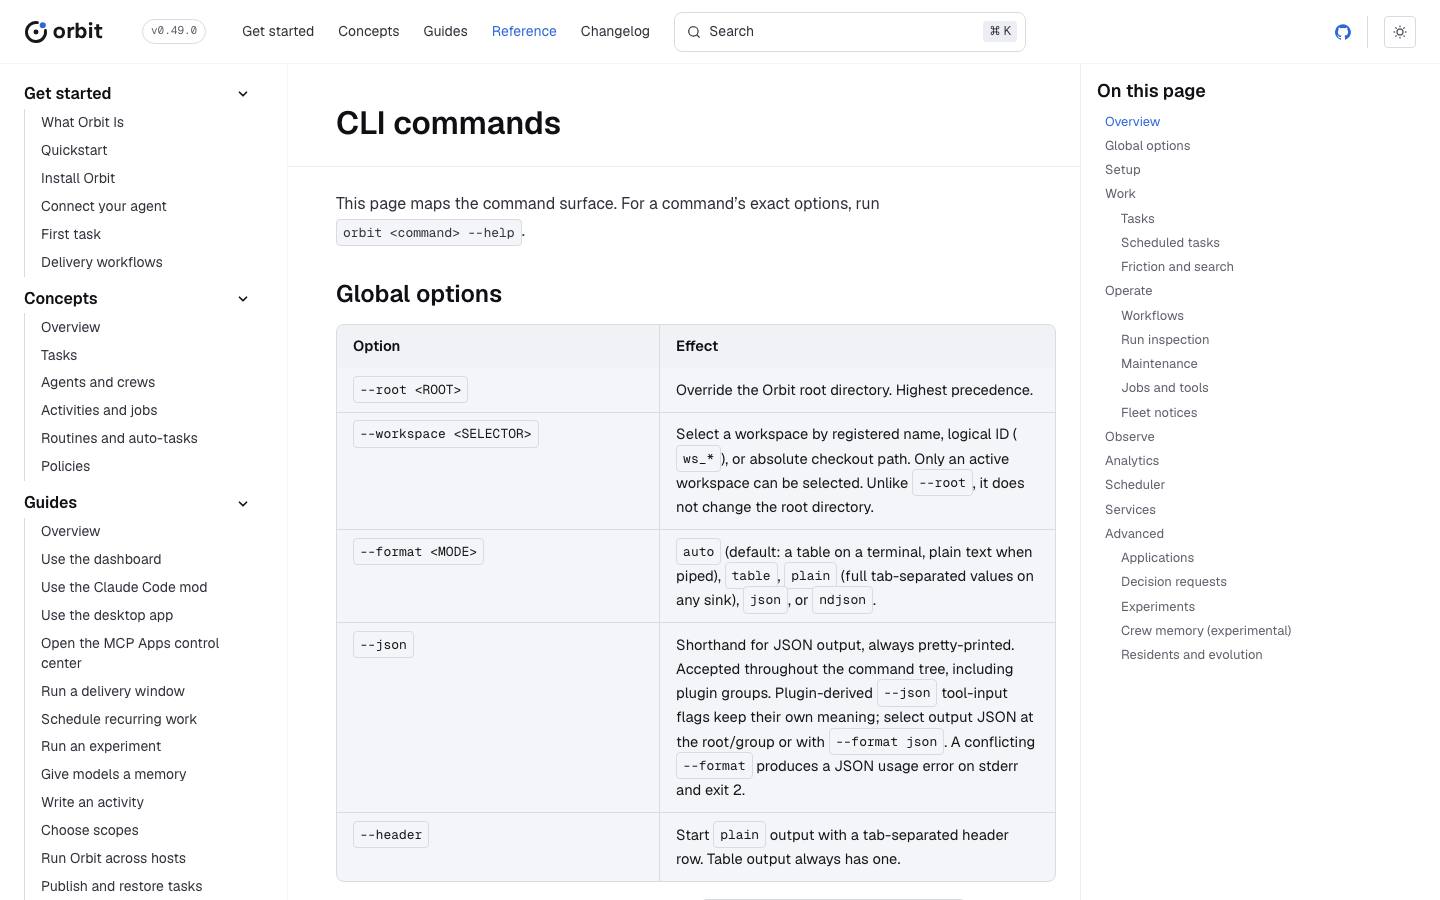 orbit
v0.49.0
Get started
Concepts
Guides
Reference
Changelog
Search
⌘ K
Get started
What Orbit Is
Quickstart
Install Orbit
Connect your agent
First task
Delivery workflows
Concepts
Overview
Tasks
Agents and crews
Activities and jobs
Routines and auto-tasks
Policies
Guides
Overview
Use the dashboard
Use the Claude Code mod
Use the desktop app
Open the MCP Apps control
center
Run a delivery window
Schedule recurring work
Run an experiment
Give models a memory
Write an activity
Choose scopes
Run Orbit across hosts
Publish and restore tasks
CLI commands
This page maps the command surface. For a command’s exact options, run
orbit <command> --help.
Global options
Option Effect
--root <ROOT> Override the Orbit root directory. Highest precedence.
--workspace <SELECTOR> Select a workspace by registered name, logical ID (
ws_*), or absolute checkout path. Only an active
workspace can be selected. Unlike --root, it does
not change the root directory.
--format <MODE> auto (default: a table on a terminal, plain text when
piped), table, plain (full tab-separated values on
any sink), json, or ndjson.
--json Shorthand for JSON output, always pretty-printed.
Accepted throughout the command tree, including
plugin groups. Plugin-derived --json tool-input
flags keep their own meaning; select output JSON at
the root/group or with --format json. A conflicting
--format produces a JSON usage error on stderr
and exit 2.
--header Start plain output with a tab-separated header
row. Table output always has one.
On this page
Overview
Global options
Setup
Work
Tasks
Scheduled tasks
Friction and search
Operate
Workflows
Run inspection
Maintenance
Jobs and tools
Fleet notices
Observe
Analytics
Scheduler
Services
Advanced
Applications
Decision requests
Experiments
Crew memory (experimental)
Residents and evolution